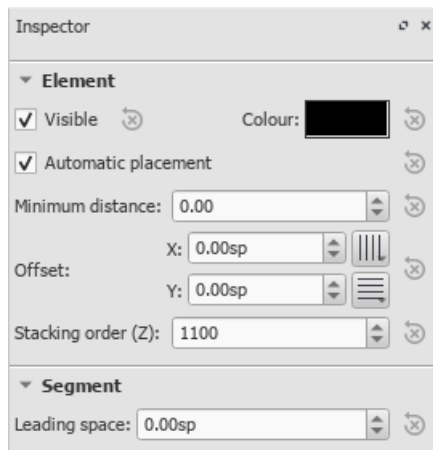 Inspector
Element
Visible Colour:
Automatic placement
Minimum distance: 0.00
X: 0.00sp
Offset:
Y: 0.00sp
Stacking order (Z): 1100
Segment
Leading space: 0.00sp